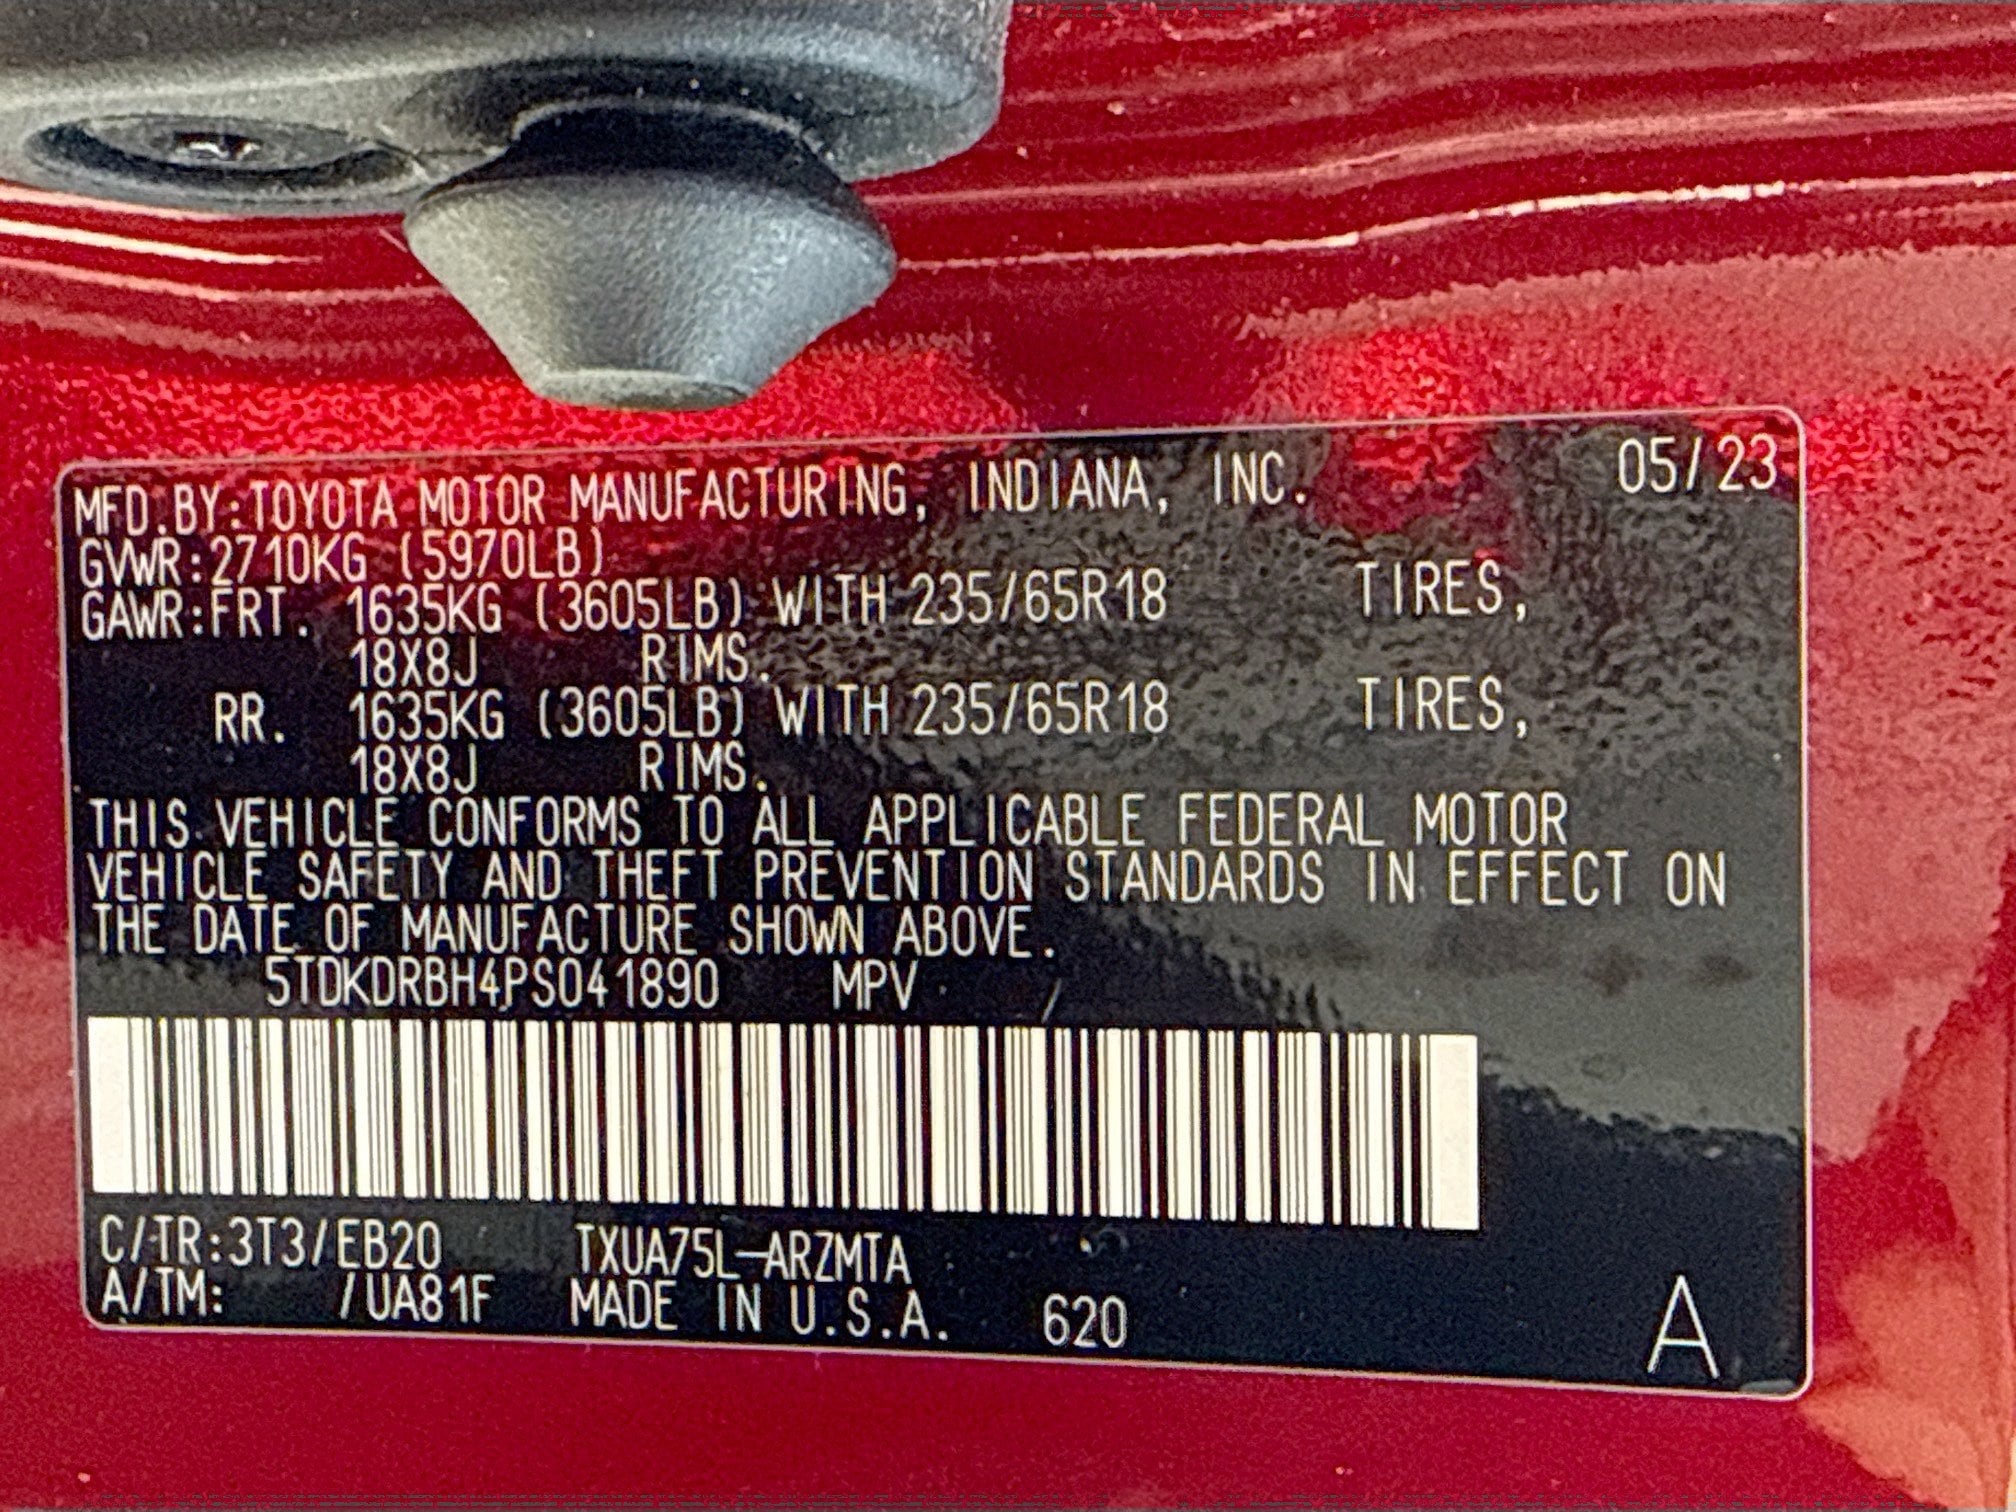 05/23
MFD.BY:TOYOTA MOTOR MANUFACTURING, INDIANA, INC.
GVWR:2710KG (5970LB)
GAWR:FRT. 1635KG (3605LB) WITH 235/65R18 TIRES,
18X8J RIMS.
RR. 1635KG (3605LB) WITH 235/65R18 TIRES,
18X8J RIMS.
THIS VEHICLE CONFORMS TO ALL APPLICABLE FEDERAL MOTOR
VEHICLE SAFETY AND THEFT PREVENTION STANDARDS IN EFFECT ON
THE DATE OF MANUFACTURE SHOWN ABOVE.
5TDKDRBH4PS041890 MPV
C/TR:3T3/EB20 TXUA75L-ARZMTA
A/TM: /UA81F MADE IN U.S.A. 620
A